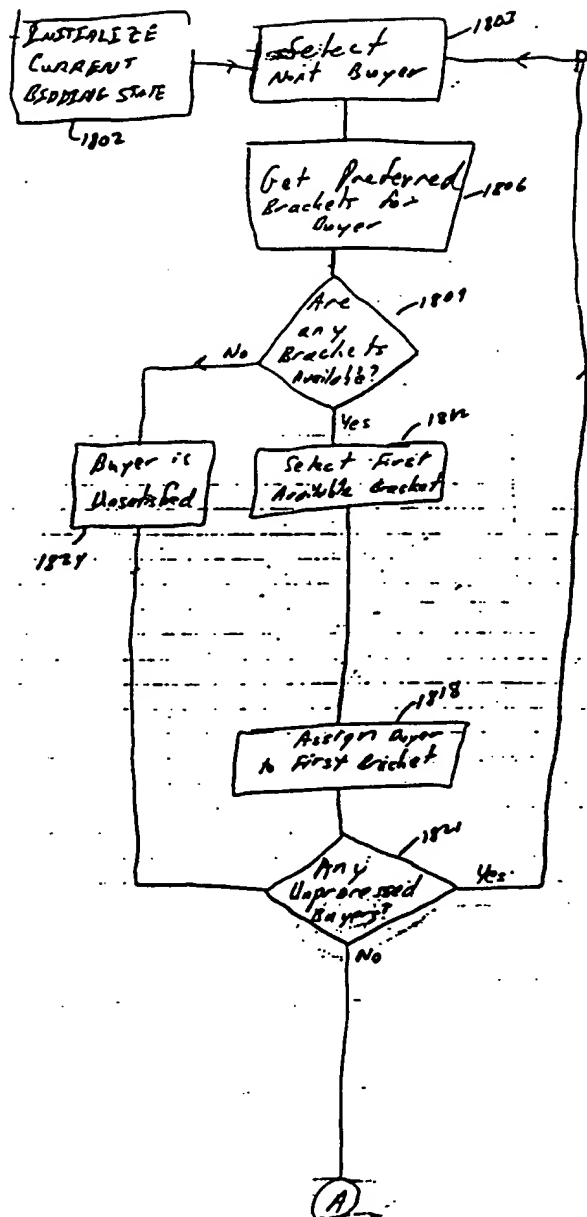 INITIALIZE
CURRENT
BIDDING STATE
1802
Select
Next Buyer
1803
Get Preferred
Brackets for
Buyer
1806
Are
any
Brackets
Available?
1809
No
Yes
1812
Buyer is
Unsatisfied
1824
Select First
Available Bracket
1818
Assign Buyer
to First Bracket
1821
Any
Unprocessed
Buyers?
Yes
No
A